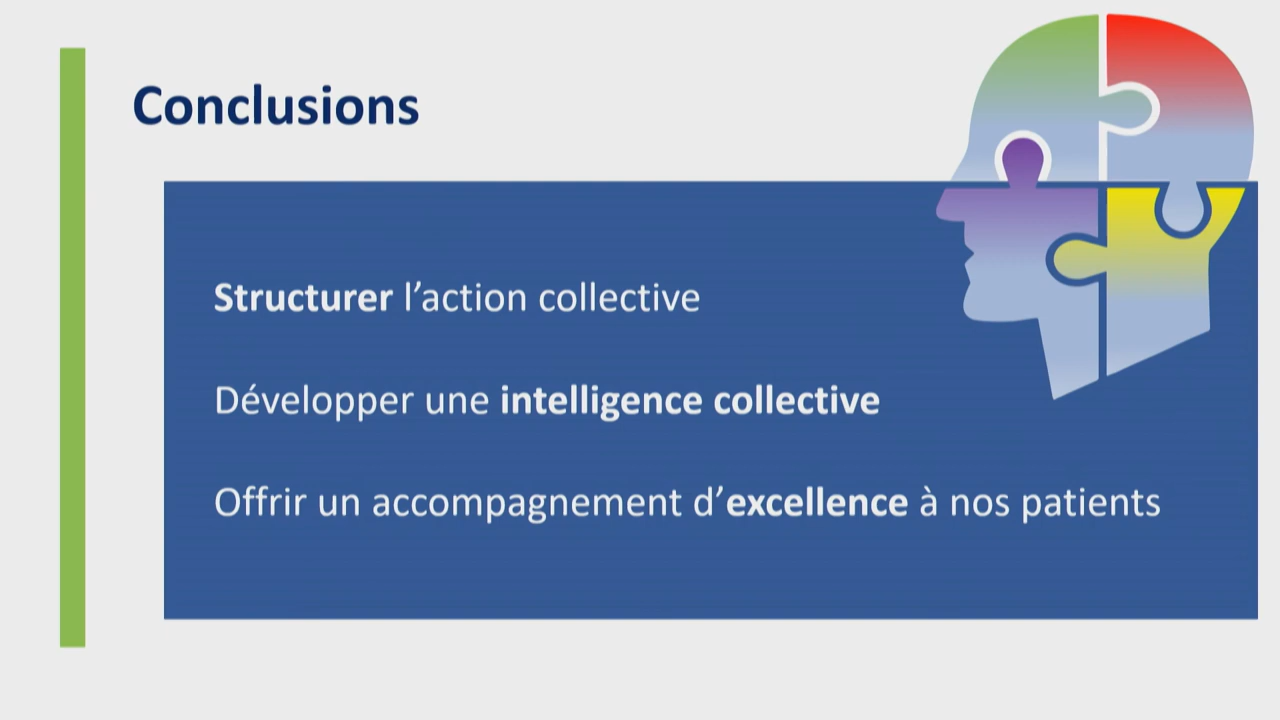 Conclusions
Structurer l’action collective
Développer une intelligence collective
Offrir un accompagnement d’excellence à nos patients